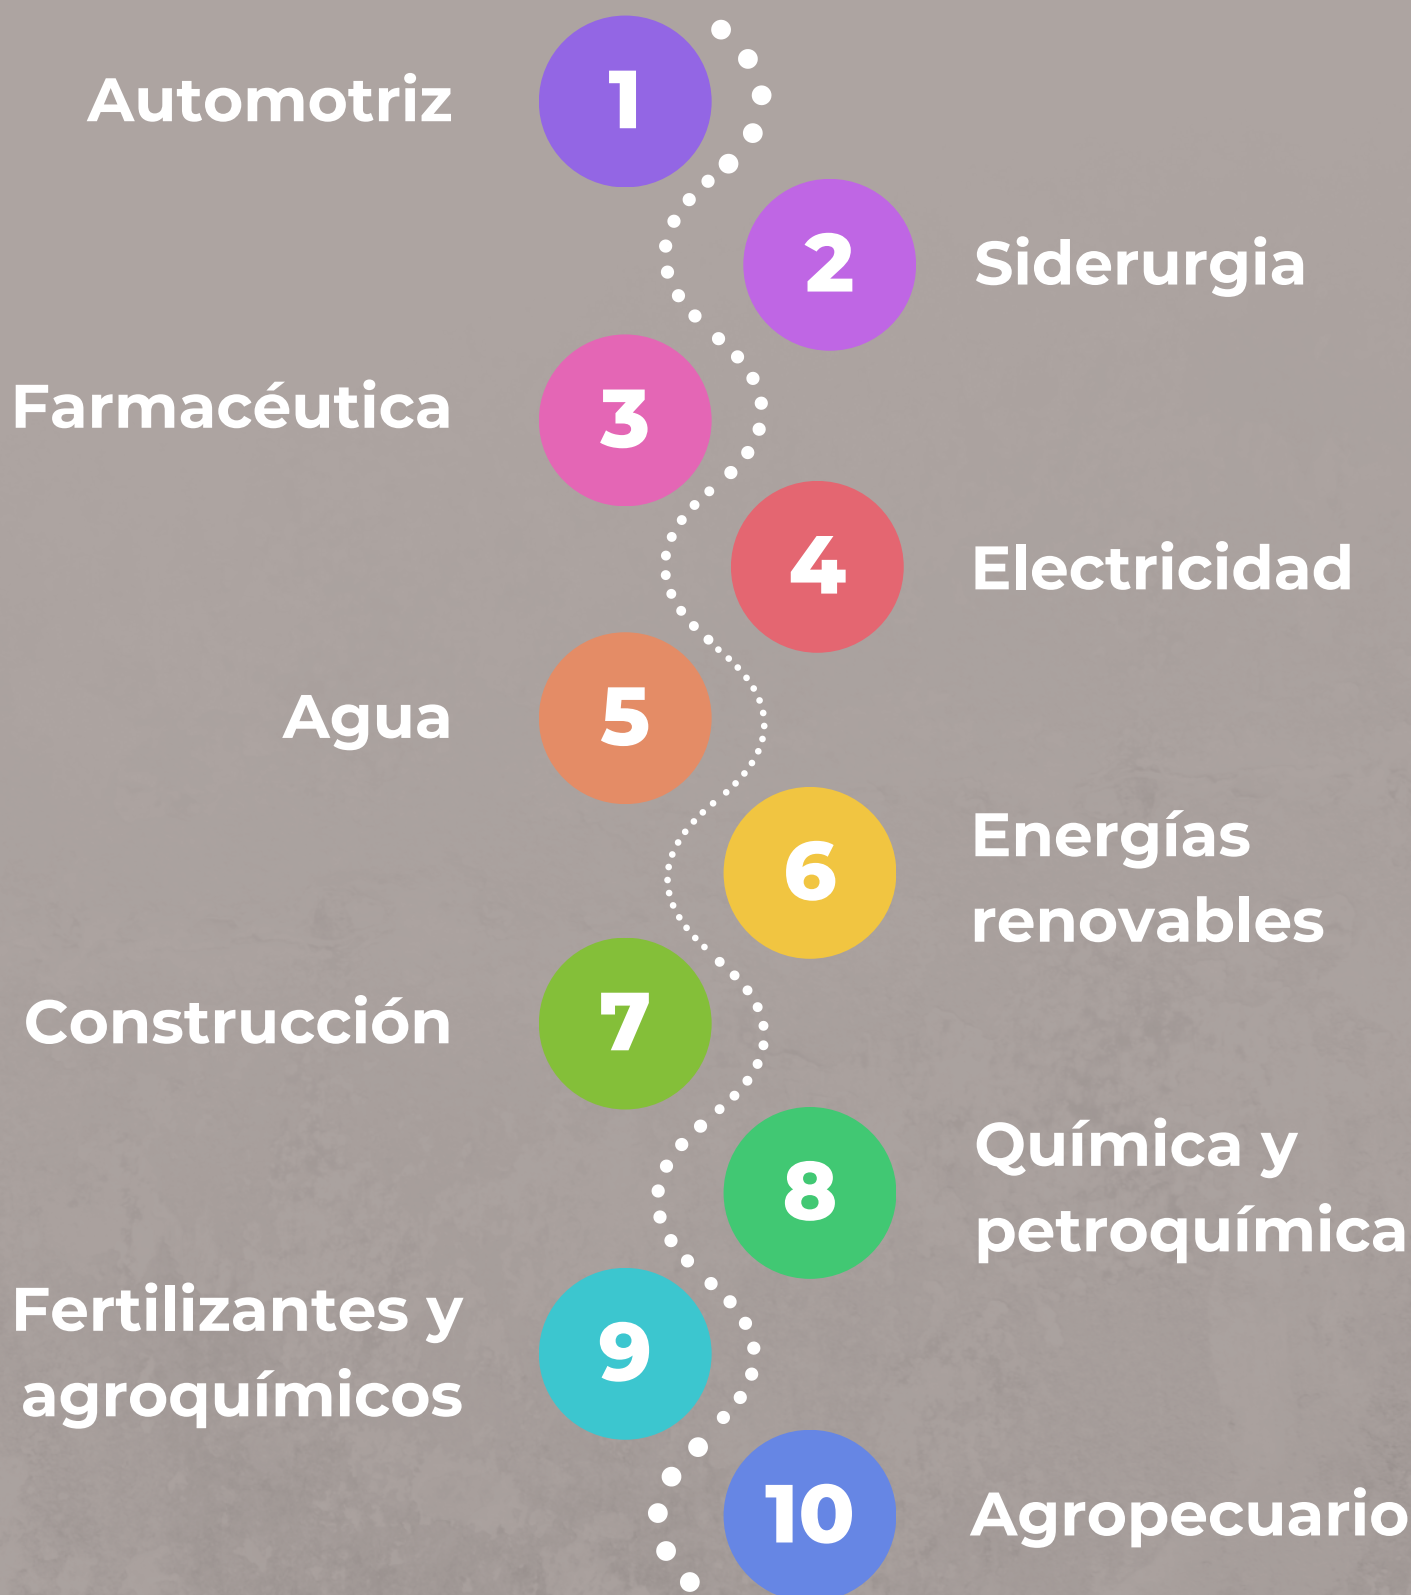 Automotriz
1
2
Siderurgia
Farmacéutica
3
4
Electricidad
Agua
5
6
Energías
renovables
Construcción
7
8
Química y
petroquímica
Fertilizantes y
agroquímicos
9
10
Agropecuario